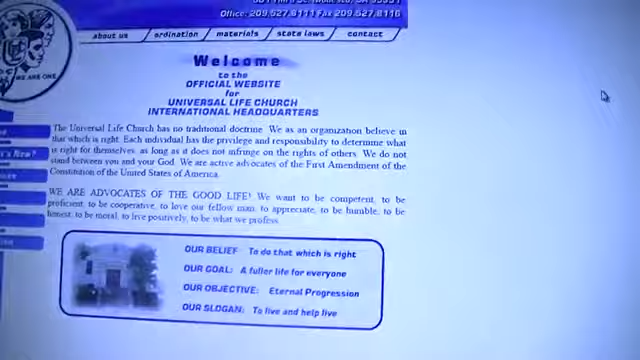 Office: 209.527.8111 Fax 209.527.8116
about us ordination materials state laws contact
WE ARE ONE
Welcome
to the
OFFICIAL WEBSITE
for
UNIVERSAL LIFE CHURCH
INTERNATIONAL HEADQUARTERS
The Universal Life Church has no traditional doctrine. We as an organization believe in
that which is right. Each individual has the privilege and responsibility to determine what
is right for themselves, as long as it does not infringe on the rights of others. We do not
stand between you and your God. We are active advocates of the First Amendment of the
Constitution of the United States of America.
WE ARE ADVOCATES OF THE GOOD LIFE! We want to be competent, to be
proficient, to be cooperative, to love our fellow man, to appreciate, to be humble, to be
honest, to be moral, to live positively, to be what we profess.
OUR BELIEF: To do that which is right
OUR GOAL: A fuller life for everyone
OUR OBJECTIVE: Eternal Progression
OUR SLOGAN: To live and help live